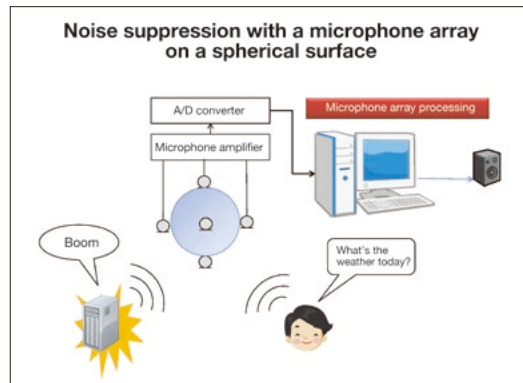 Noise suppression with a microphone array
on a spherical surface
A/D converter
Microphone array processing
Microphone amplifier
Boom
What's the
weather today?